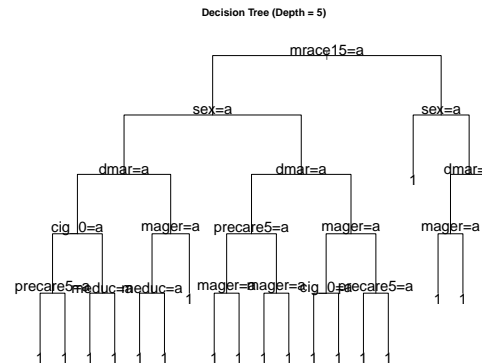 Decision Tree (Depth = 5)
mrace15=a
sex=a sex=a
dmar=a dmar=a 1 dmar=
cig_0=a mager=a precare5=a mager=a mager=a
precare5=a meduc=a meduc=a 1 mager=a mager=a cig_0=a precare5=a 1 1
1 1 1 1 1 1 1 1 1 1 1 1 1 1